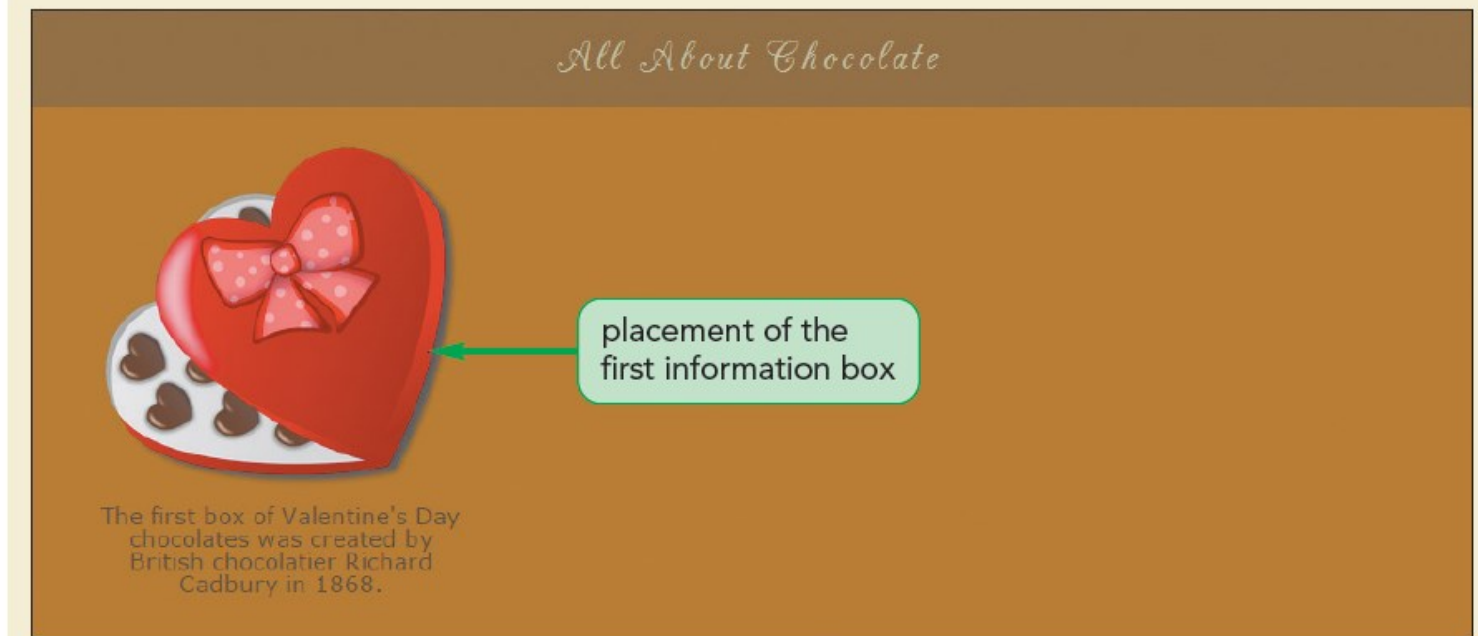 All About Chocolate
placement of the
first information box
The first box of Valentine's Day
chocolates was created by
British chocolatier Richard
Cadbury in 1868.